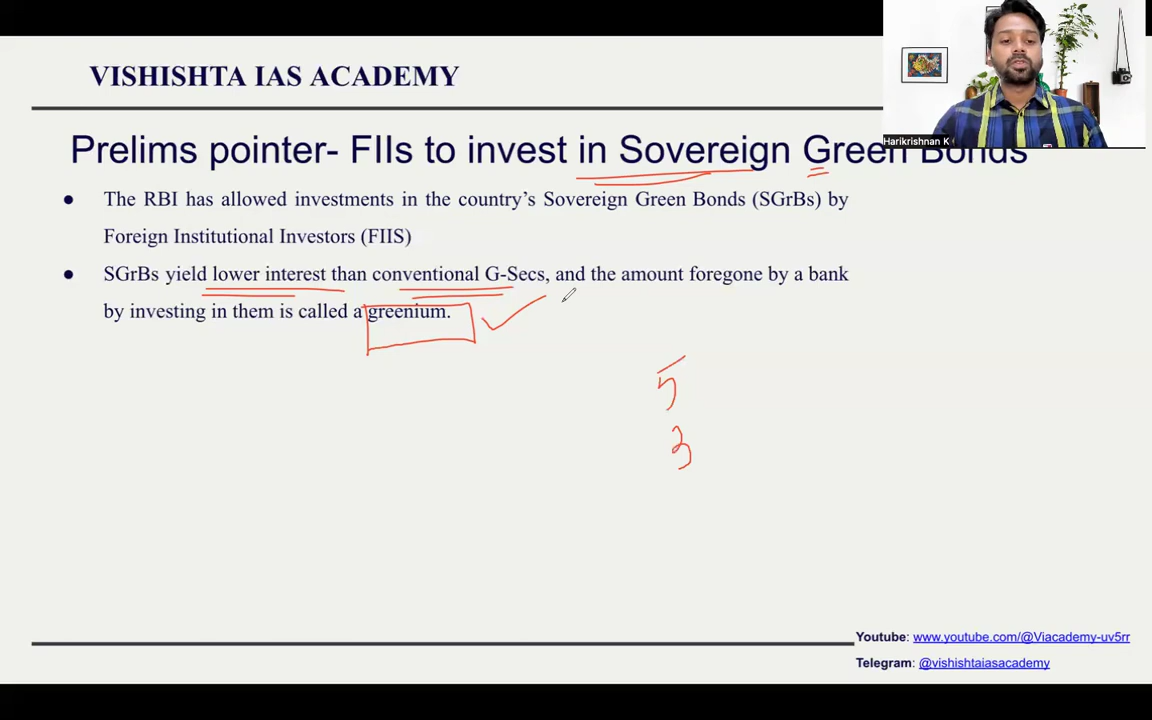 VISHISHTA IAS ACADEMY
Harikrishnan K
Prelims pointer- FIIs to invest in Sovereign Green Bonds
The RBI has allowed investments in the country’s Sovereign Green Bonds (SGrBs) by
Foreign Institutional Investors (FIIS)
SGrBs yield lower interest than conventional G-Secs, and the amount foregone by a bank
by investing in them is called a greenium.
5
3
Youtube: www.youtube.com/@Viacademy-uv5rr
Telegram: @vishishtaiasacademy